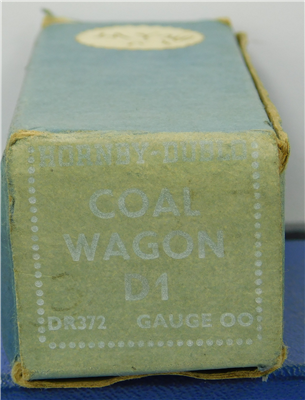 HORNBY-DUBLO
COAL
WAGON
D1
DR372 GAUGE OO